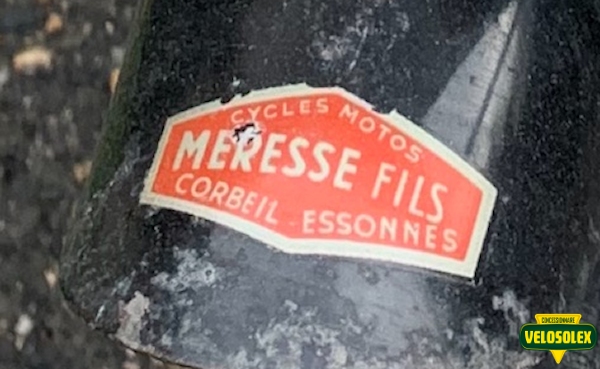 CYCLES MOTOS
MERESSE FILS
CORBEIL ESSONNES
CONCESSIONNAIRE
VELOSOLEX